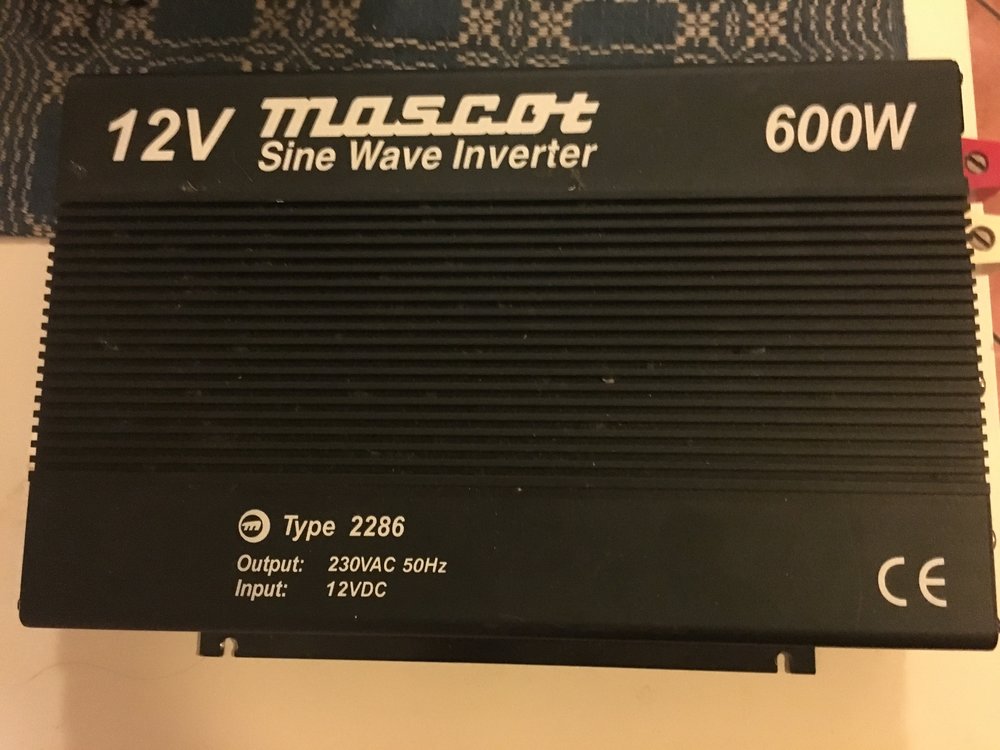 12V mascot 600W
Sine Wave Inverter
Type 2286
Output: 230VAC 50Hz
Input: 12VDC
CE